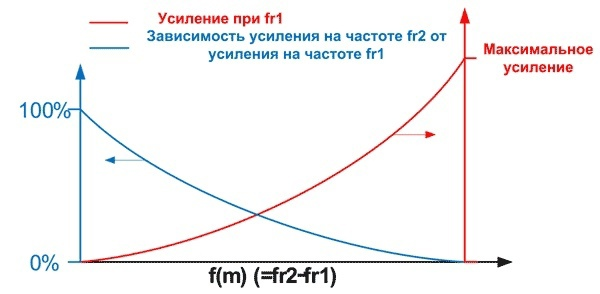 Усиление при fr1
Зависимость усиления на частоте fr2 от
усиления на частоте fr1
Максимальное
усиление
100%
0%
f(m) (=fr2-fr1)